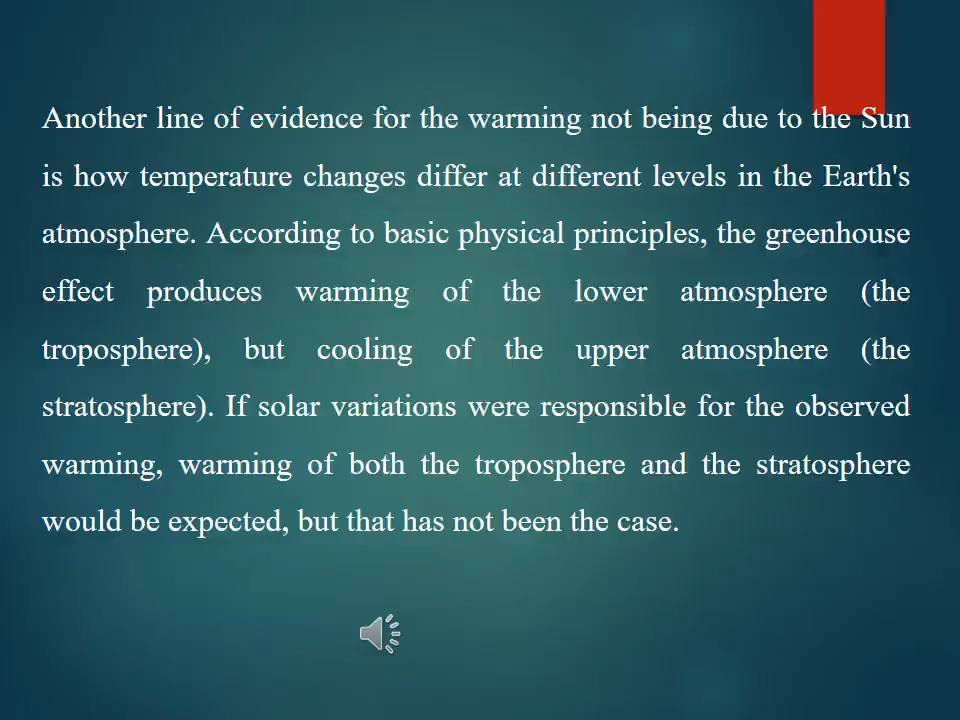 Another line of evidence for the warming not being due to the Sun
is how temperature changes differ at different levels in the Earth's
atmosphere. According to basic physical principles, the greenhouse
effect produces warming of the lower atmosphere (the
troposphere), but cooling of the upper atmosphere (the
stratosphere). If solar variations were responsible for the observed
warming, warming of both the troposphere and the stratosphere
would be expected, but that has not been the case.